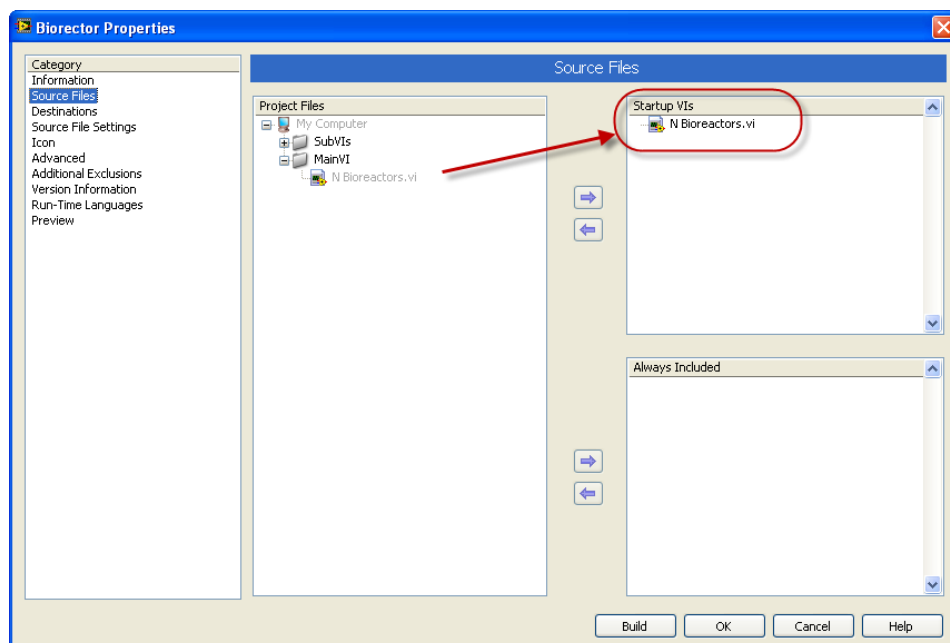 Biorector Properties
Category
Information
Source Files
Destinations
Source File Settings
Icon
Advanced
Additional Exclusions
Version Information
Run-Time Languages
Preview
Source Files
Project Files
My Computer
SubVIs
MainVI
N Bioreactors.vi
Startup VIs
N Bioreactors.vi
Always Included
Build
OK
Cancel
Help